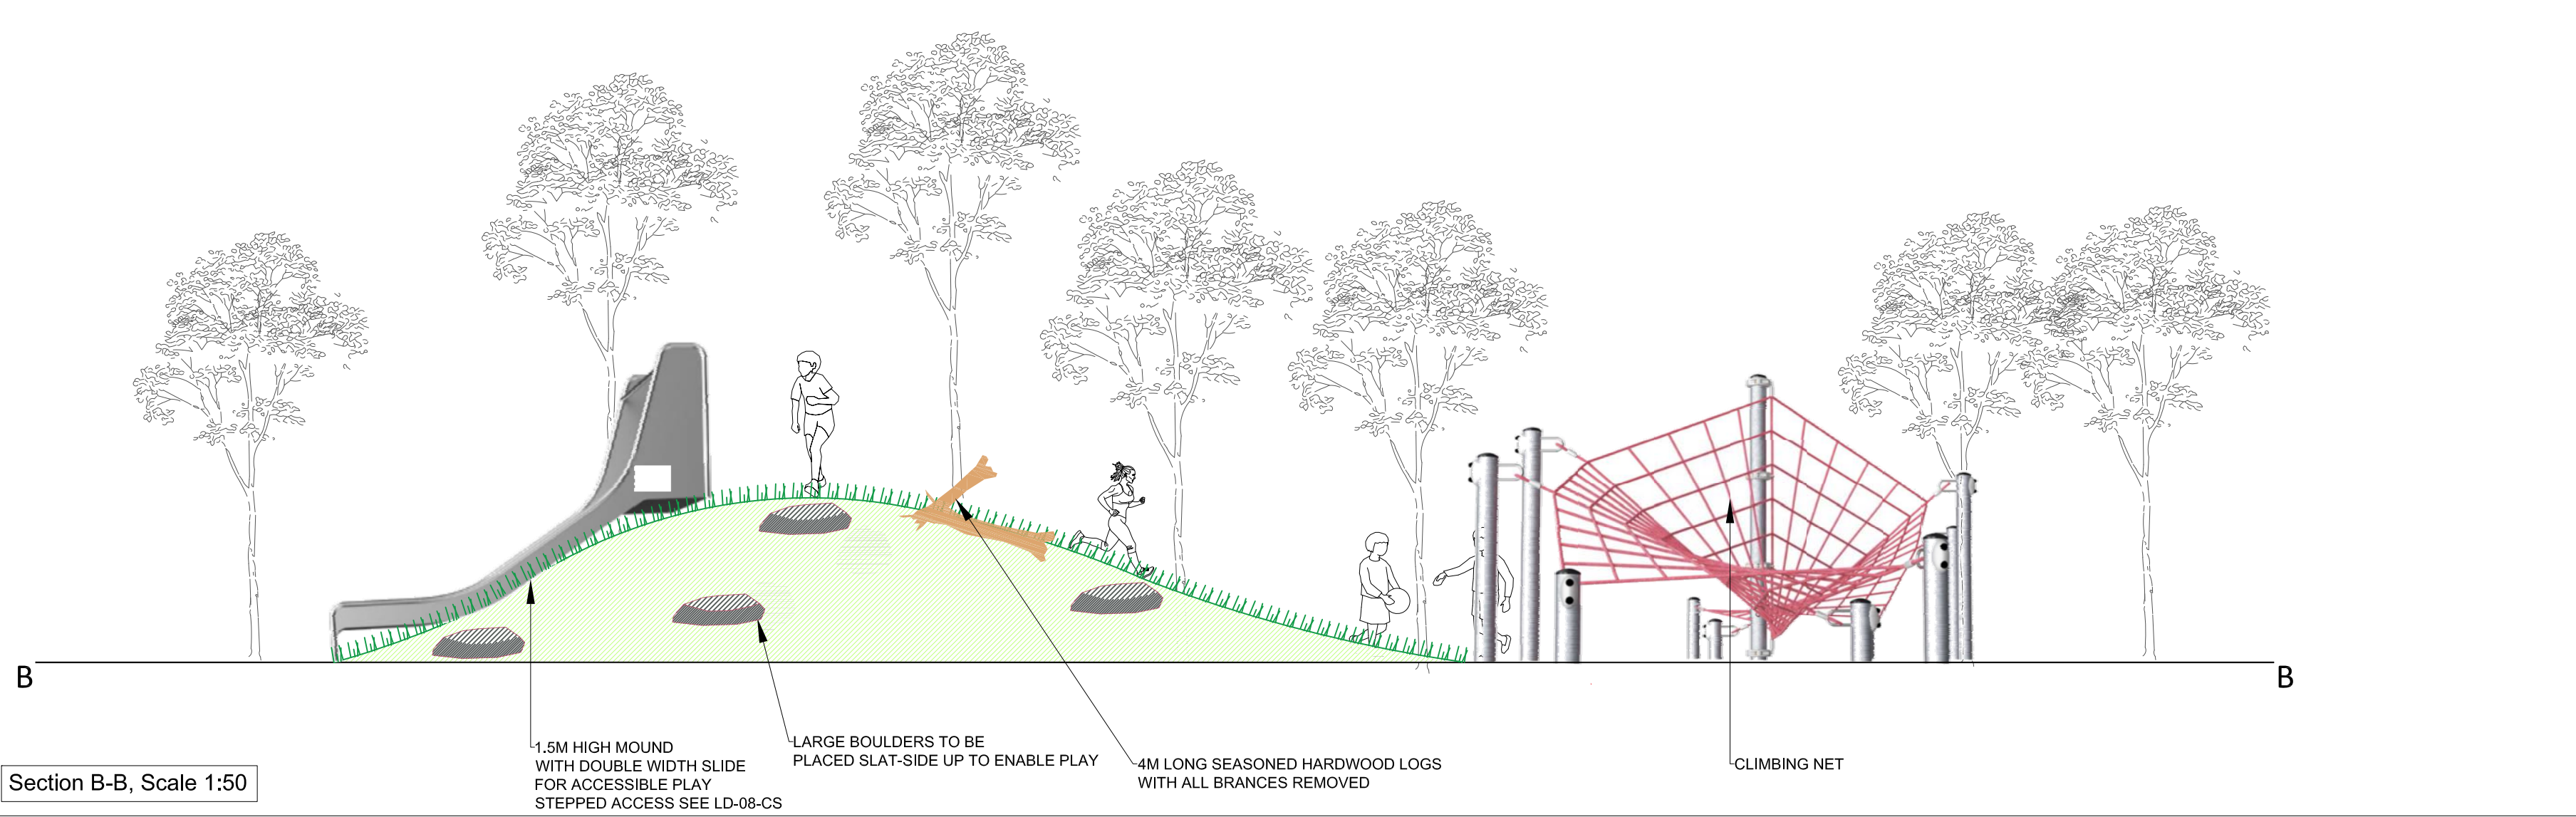 B
B
1.5M HIGH MOUND
WITH DOUBLE WIDTH SLIDE
FOR ACCESSIBLE PLAY
STEPPED ACCESS SEE LD-08-CS
LARGE BOULDERS TO BE
PLACED SLAT-SIDE UP TO ENABLE PLAY
4M LONG SEASONED HARDWOOD LOGS
WITH ALL BRANCES REMOVED
CLIMBING NET
Section B-B, Scale 1:50